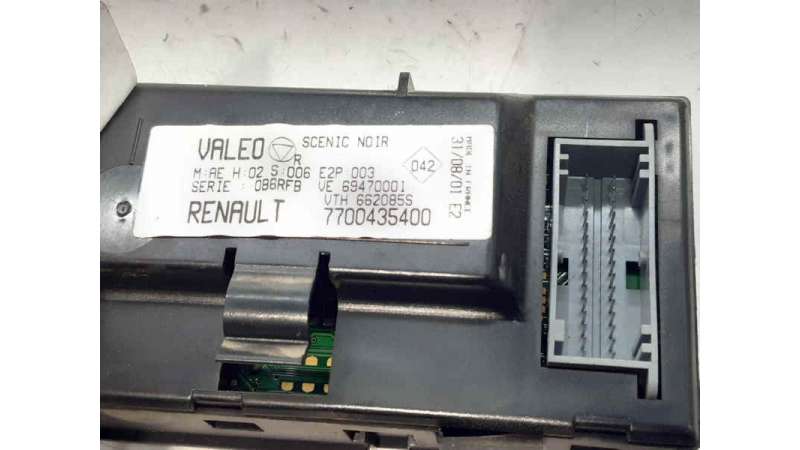 VALEO R SCENIC NOIR
M:AE H:02 S:006 E2P 003
SERIE : 086RFB VE 69470001
VTH 662085S
RENAULT 7700435400
042
MADE IN FRANCE
31/08/01 E2